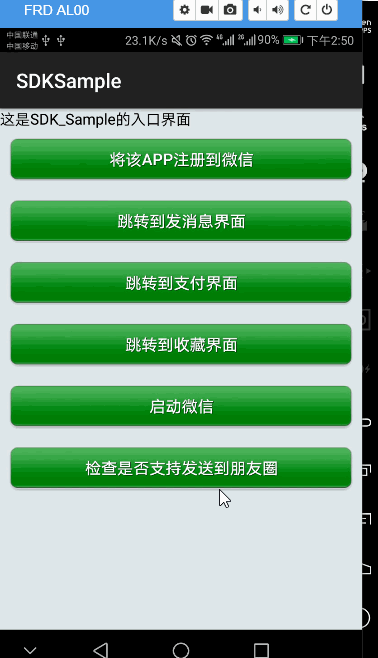 FRD AL00
中国联通
中国移动
23.1K/s 4G 2G 90% 下午2:50
SDKSample
这是SDK_Sample的入口界面
将该APP注册到微信
跳转到发消息界面
跳转到支付界面
跳转到收藏界面
启动微信
检查是否支持发送到朋友圈